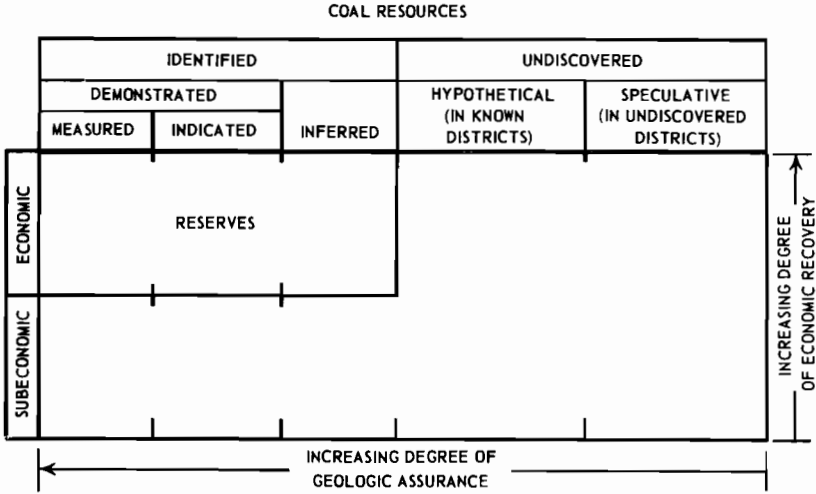 COAL RESOURCES
IDENTIFIED
UNDISCOVERED
DEMONSTRATED
MEASURED
INDICATED
INFERRED
HYPOTHETICAL
(IN KNOWN
DISTRICTS)
SPECULATIVE
(IN UNDISCOVERED
DISTRICTS)
ECONOMIC
RESERVES
SUBECONOMIC
INCREASING DEGREE
OF ECONOMIC RECOVERY
INCREASING DEGREE OF
GEOLOGIC ASSURANCE